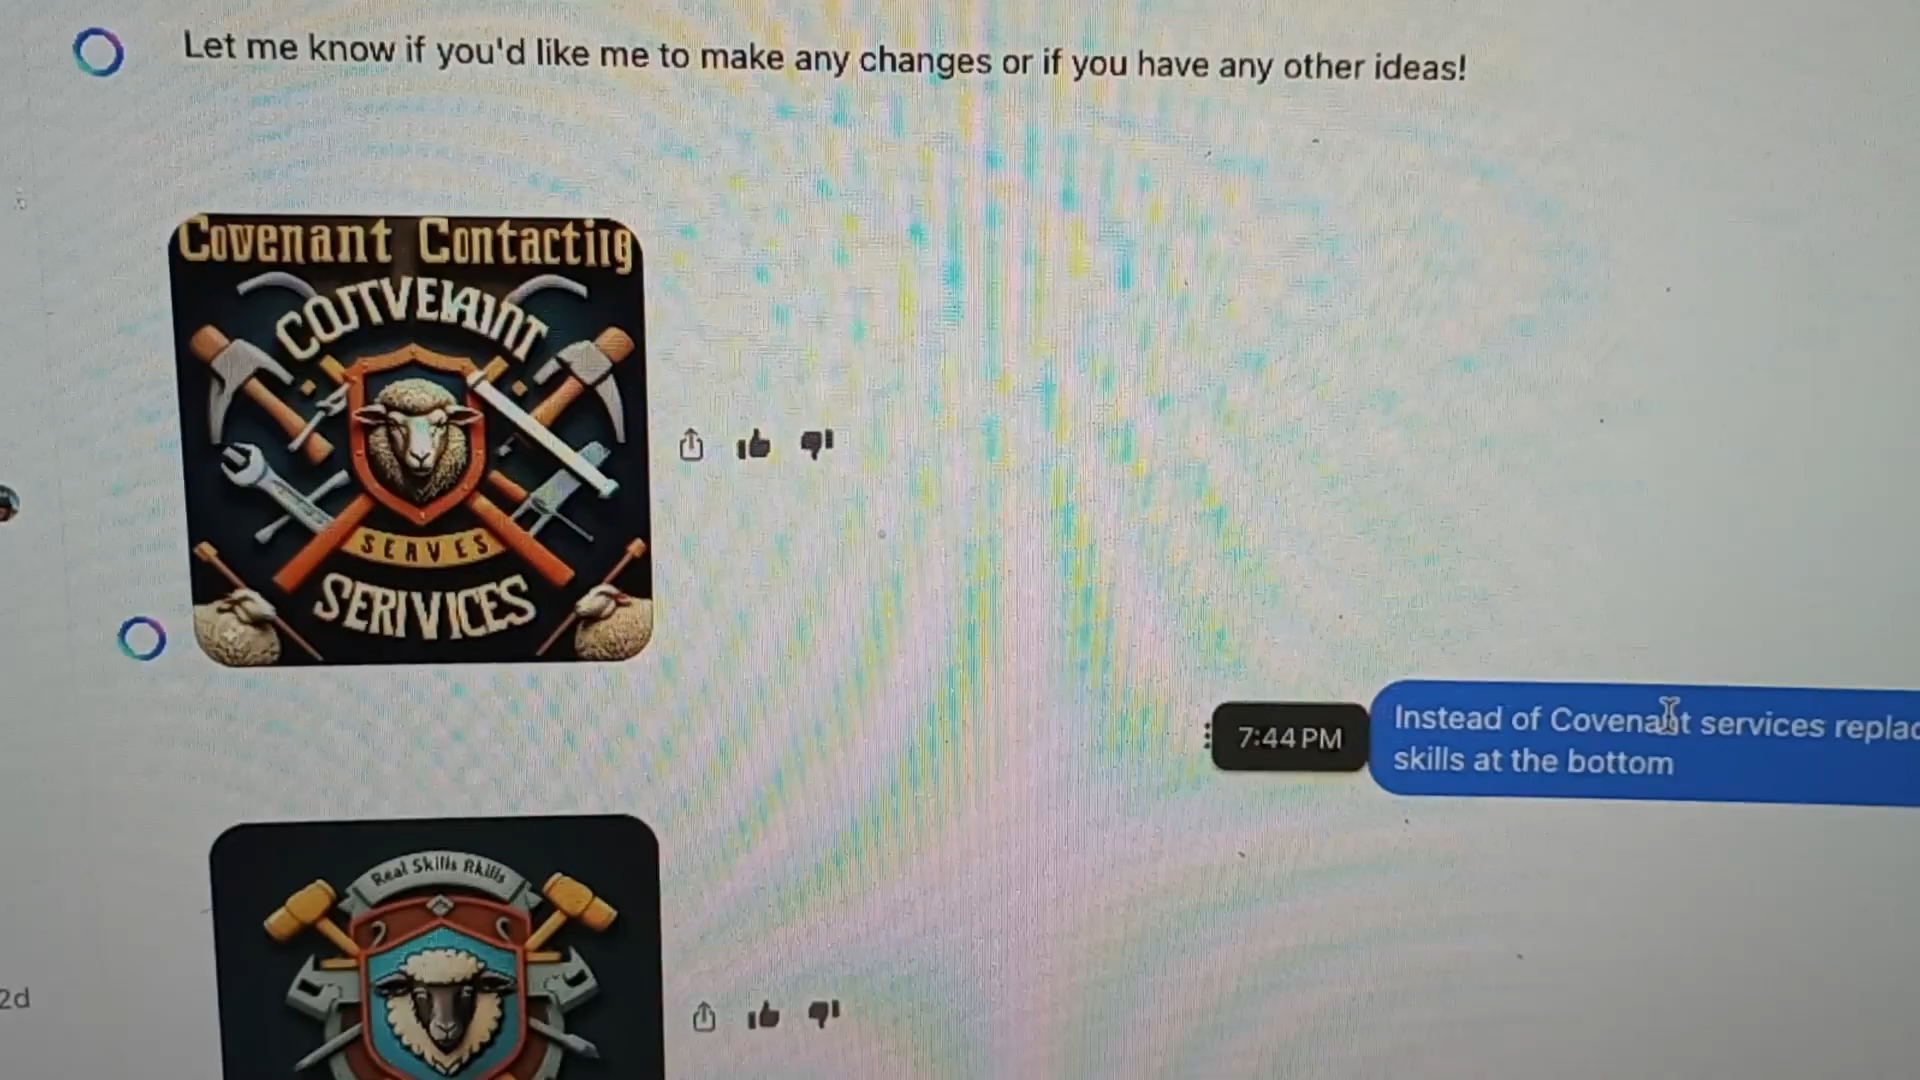 Let me know if you'd like me to make any changes or if you have any other ideas!
Covenant Contactiig
COITVEIAINT
SERVES
SERIVICES
7:44 PM
Instead of Covenant services replac
skills at the bottom
Real Skills Rkills
2d